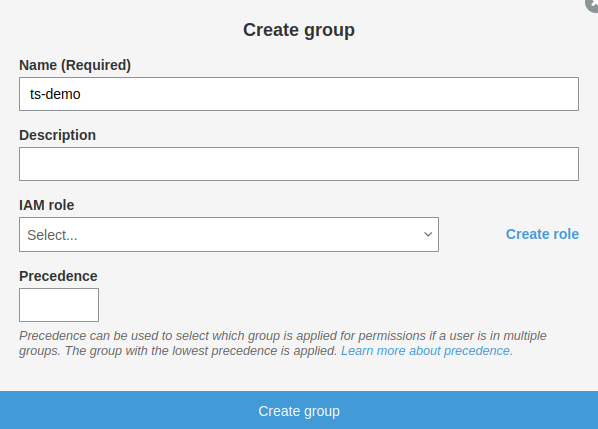 Create group
Name (Required)
ts-demo
Description
IAM role
Select...
Create role
Precedence
Precedence can be used to select which group is applied for permissions if a user is in multiple
groups. The group with the lowest precedence is applied. Learn more about precedence.
Create group